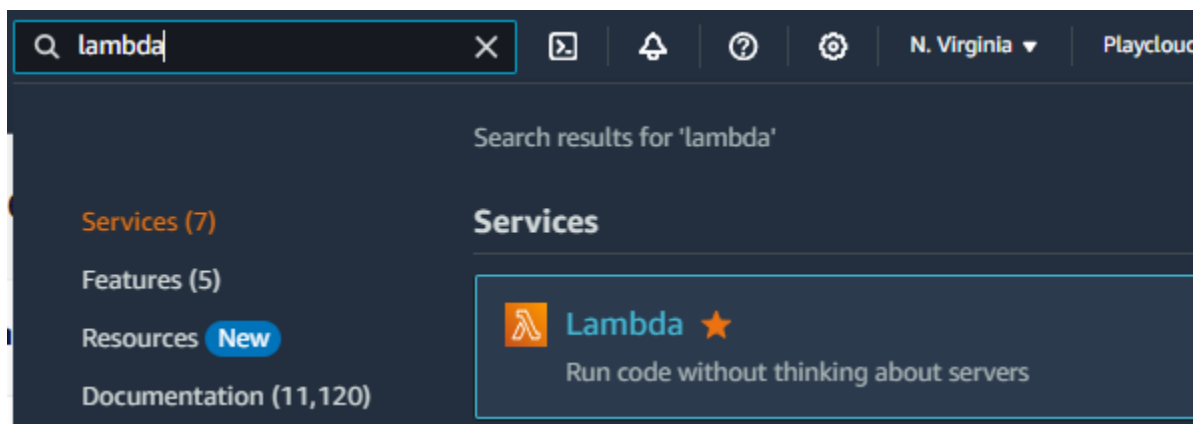 lambda
N. Virginia
Playcloud
Search results for 'lambda'
Services (7)
Features (5)
Resources New
Documentation (11,120)
Services
Lambda
Run code without thinking about servers